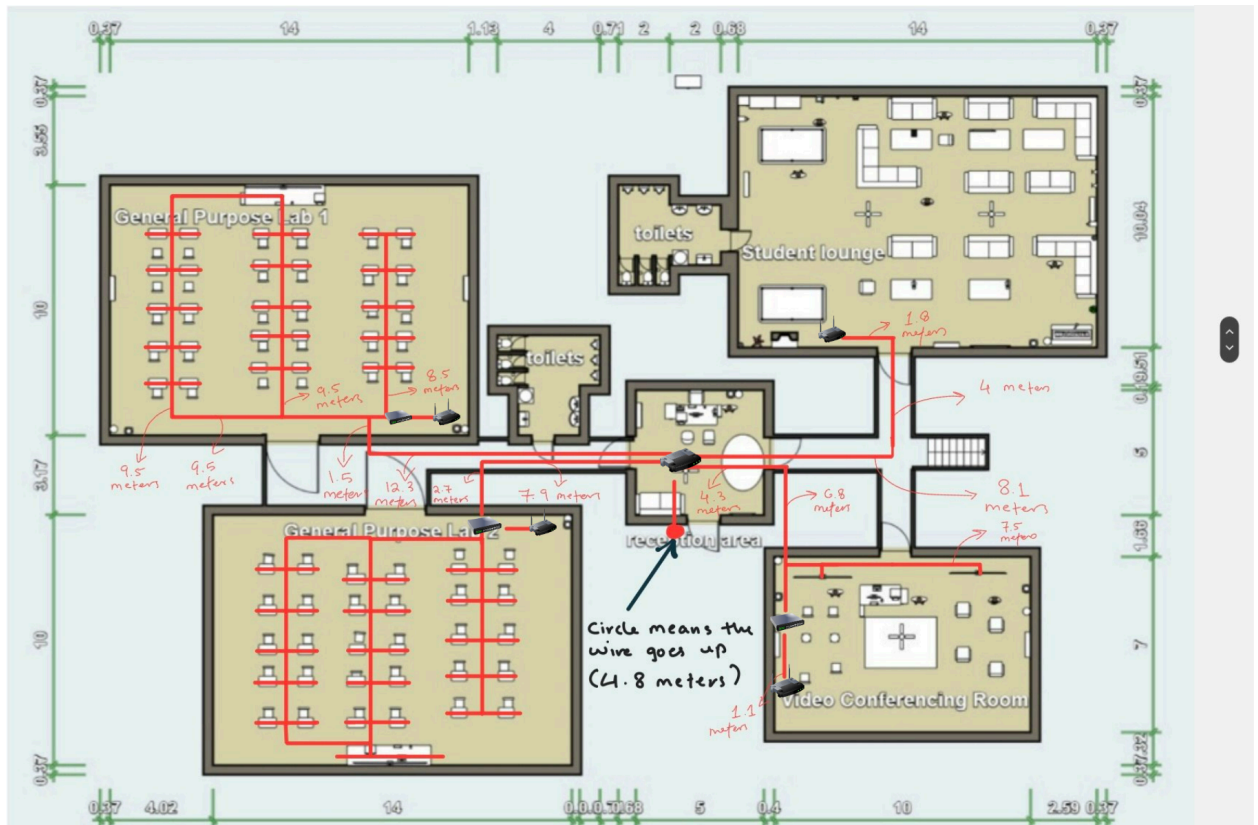 0.37 14 1.13 4 0.71 2 2 0.68 14 0.37
0.37
3.55
10
3.17
10
0.37
0.37
10.04
5
1.68
7
General Purpose Lab 1
toilets
Student lounge
1.8
meters
toilets
9.5
meters
8.5
meters
4 meters
9.5
meters
9.5
meters
1.5
meters
12.3
meters
2.7
meters
7.9 meters
4.3
meters
6.8
meters
8.1
meters
7.5
meters
General Purpose Lab 2
reception area
Circle means the
wire goes up
(4.8 meters)
1.1
meters
Video Conferencing Room
0.37 4.02 14 5 0.4 10 2.59 0.37